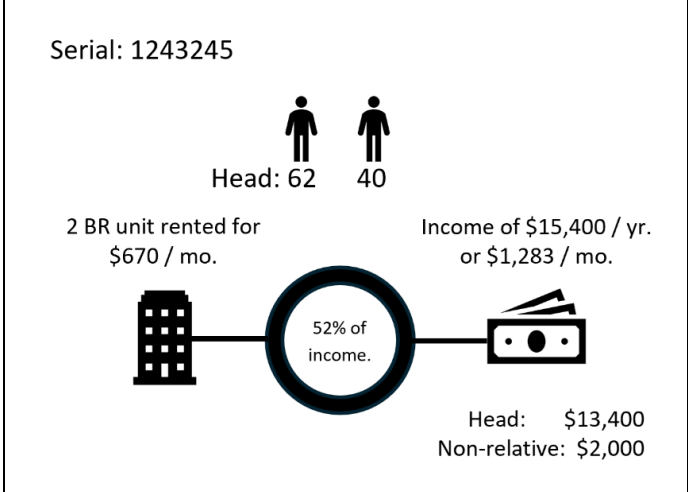 Serial: 1243245
Head: 62 40
2 BR unit rented for
$670 / mo.
Income of $15,400 / yr.
or $1,283 / mo.
52% of
income.
Head: $13,400
Non-relative: $2,000